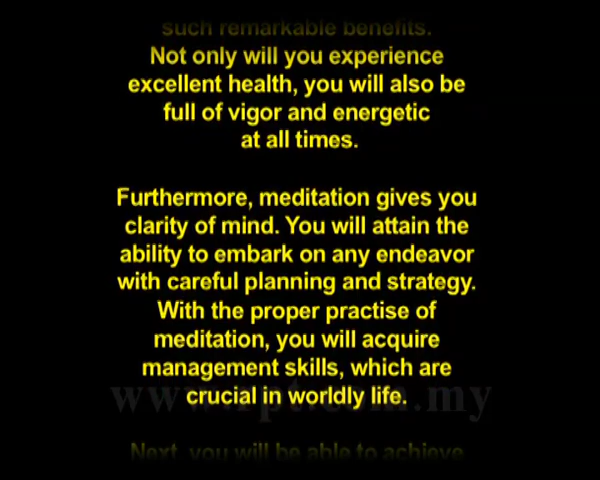 such remarkable benefits.
Not only will you experience
excellent health, you will also be
full of vigor and energetic
at all times.
Furthermore, meditation gives you
clarity of mind. You will attain the
ability to embark on any endeavor
with careful planning and strategy.
With the proper practise of
meditation, you will acquire
management skills, which are
crucial in worldly life.
www.rpt.com.my
Next, you will be able to achieve